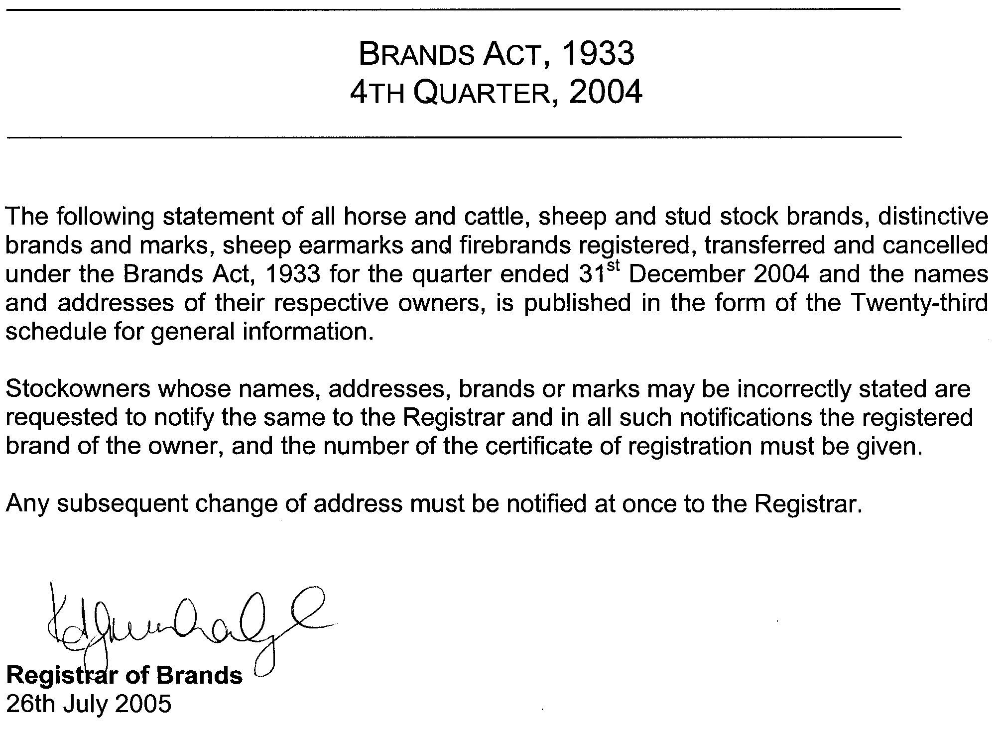 BRANDS ACT, 1933
4TH QUARTER, 2004
The following statement of all horse and cattle, sheep and stud stock brands, distinctive
brands and marks, sheep earmarks and firebrands registered, transferred and cancelled
under the Brands Act, 1933 for the quarter ended 31st December 2004 and the names
and addresses of their respective owners, is published in the form of the Twenty-third
schedule for general information.
Stockowners whose names, addresses, brands or marks may be incorrectly stated are
requested to notify the same to the Registrar and in all such notifications the registered
brand of the owner, and the number of the certificate of registration must be given.
Any subsequent change of address must be notified at once to the Registrar.
Registrar of Brands
26th July 2005